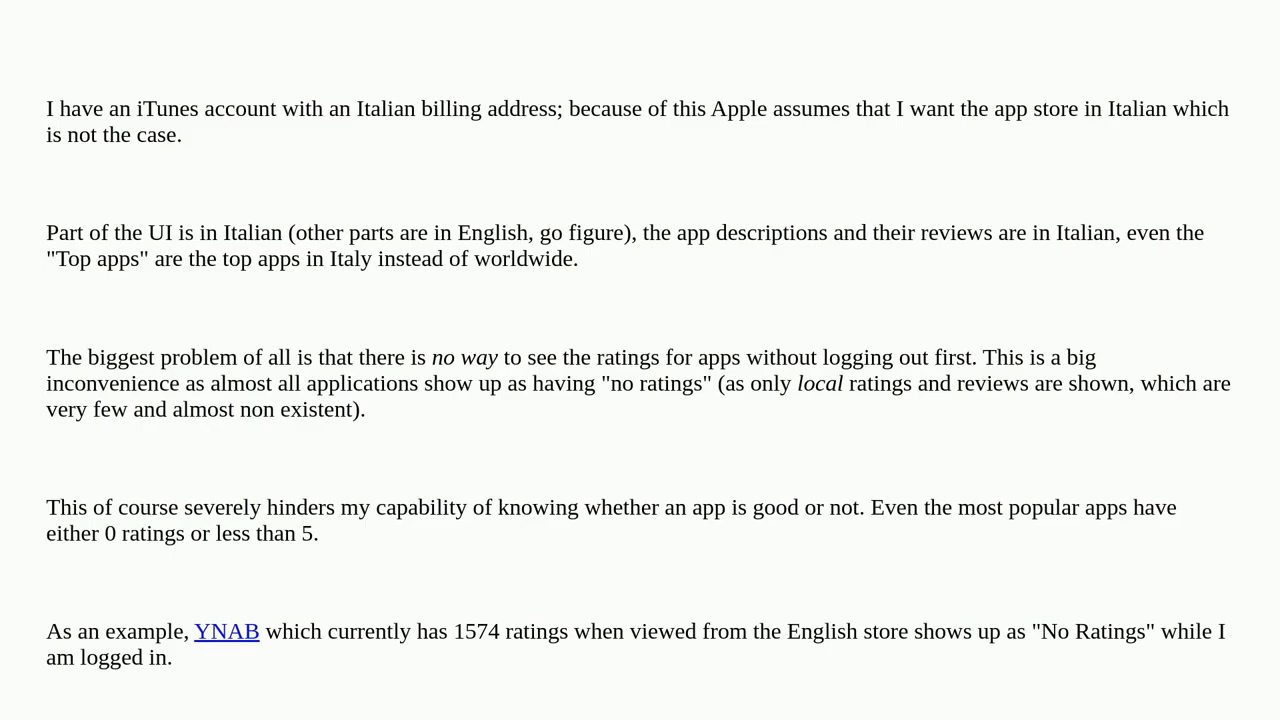 I have an iTunes account with an Italian billing address; because of this Apple assumes that I want the app store in Italian which
is not the case.
Part of the UI is in Italian (other parts are in English, go figure), the app descriptions and their reviews are in Italian, even the
"Top apps" are the top apps in Italy instead of worldwide.
The biggest problem of all is that there is no way to see the ratings for apps without logging out first. This is a big
inconvenience as almost all applications show up as having "no ratings" (as only local ratings and reviews are shown, which are
very few and almost non existent).
This of course severely hinders my capability of knowing whether an app is good or not. Even the most popular apps have
either 0 ratings or less than 5.
As an example, YNAB which currently has 1574 ratings when viewed from the English store shows up as "No Ratings" while I
am logged in.